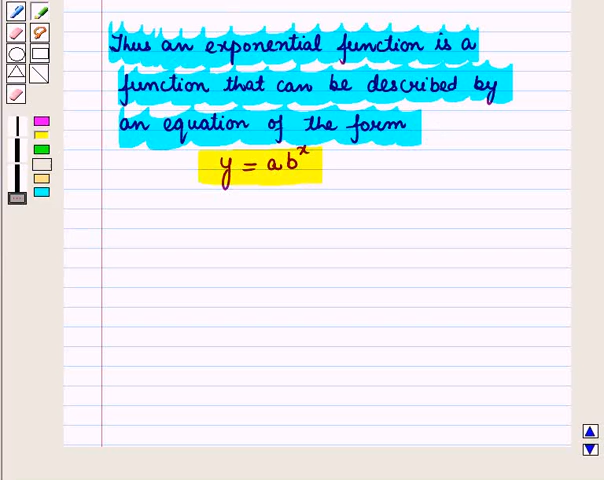 Thus an exponential function is a
function that can be described by
an equation of the form
y = ab^x